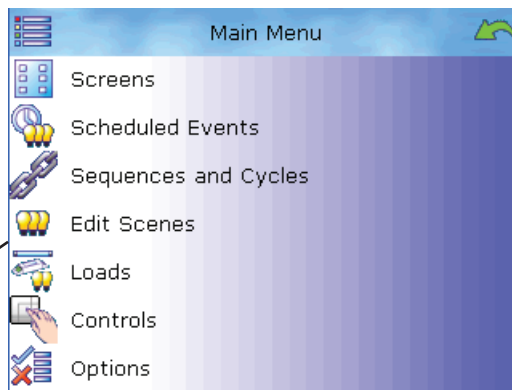 Main Menu
Screens
Scheduled Events
Sequences and Cycles
Edit Scenes
Loads
Controls
Options